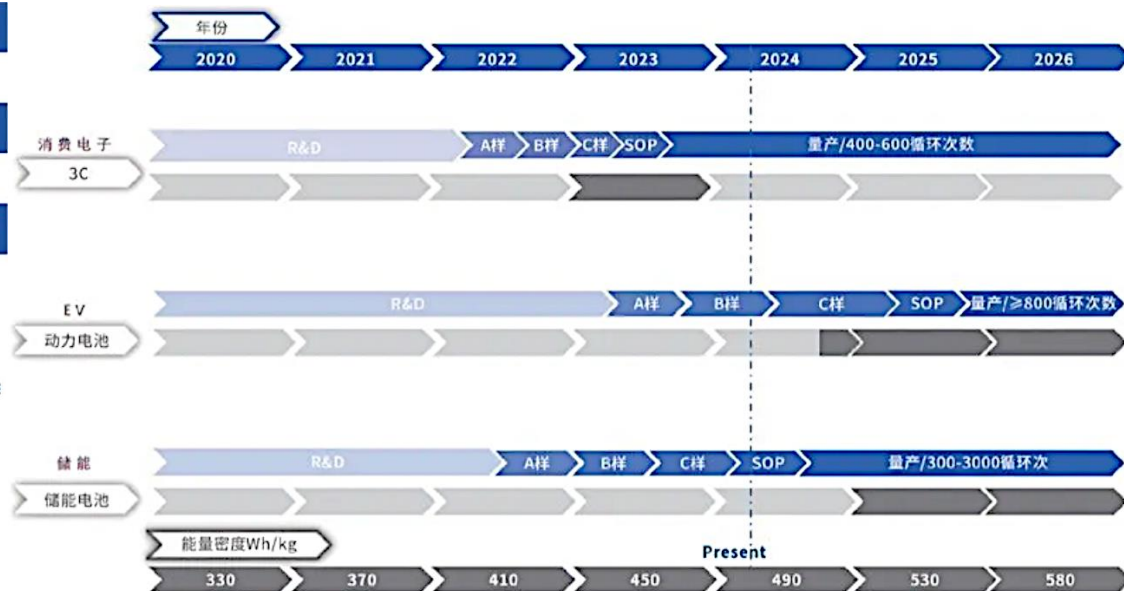 年份
2020 2021 2022 2023 2024 2025 2026
消费电子
R&D A样 B样 C样 SOP 量产/400-600循环次数
3C
EV
R&D A样 B样 C样 SOP 量产/≥800循环次数
动力电池
储能
R&D A样 B样 C样 SOP 量产/300-3000循环次
储能电池
能量密度Wh/kg
Present
330 370 410 450 490 530 580